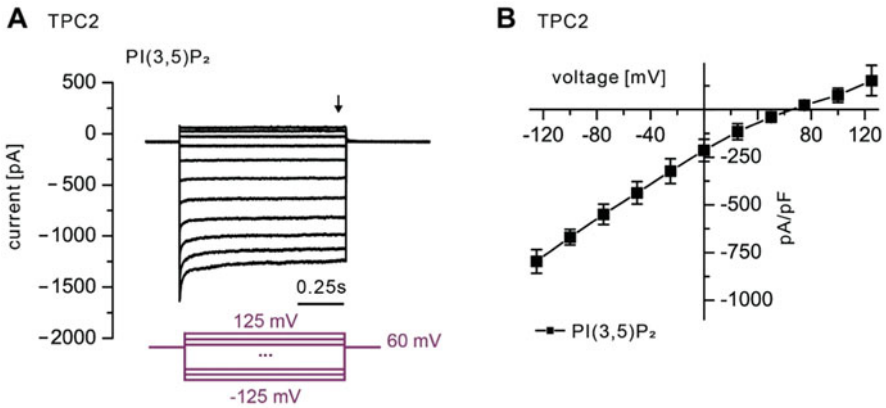 A TPC2
PI(3,5)P₂
500
0
−500
−1000
−1500
−2000
current [pA]
0.25s
125 mV
60 mV
...
-125 mV
B TPC2
voltage [mV]
-120 -80 -40 80 120
-250
-500
-750
-1000
pA/pF
PI(3,5)P₂